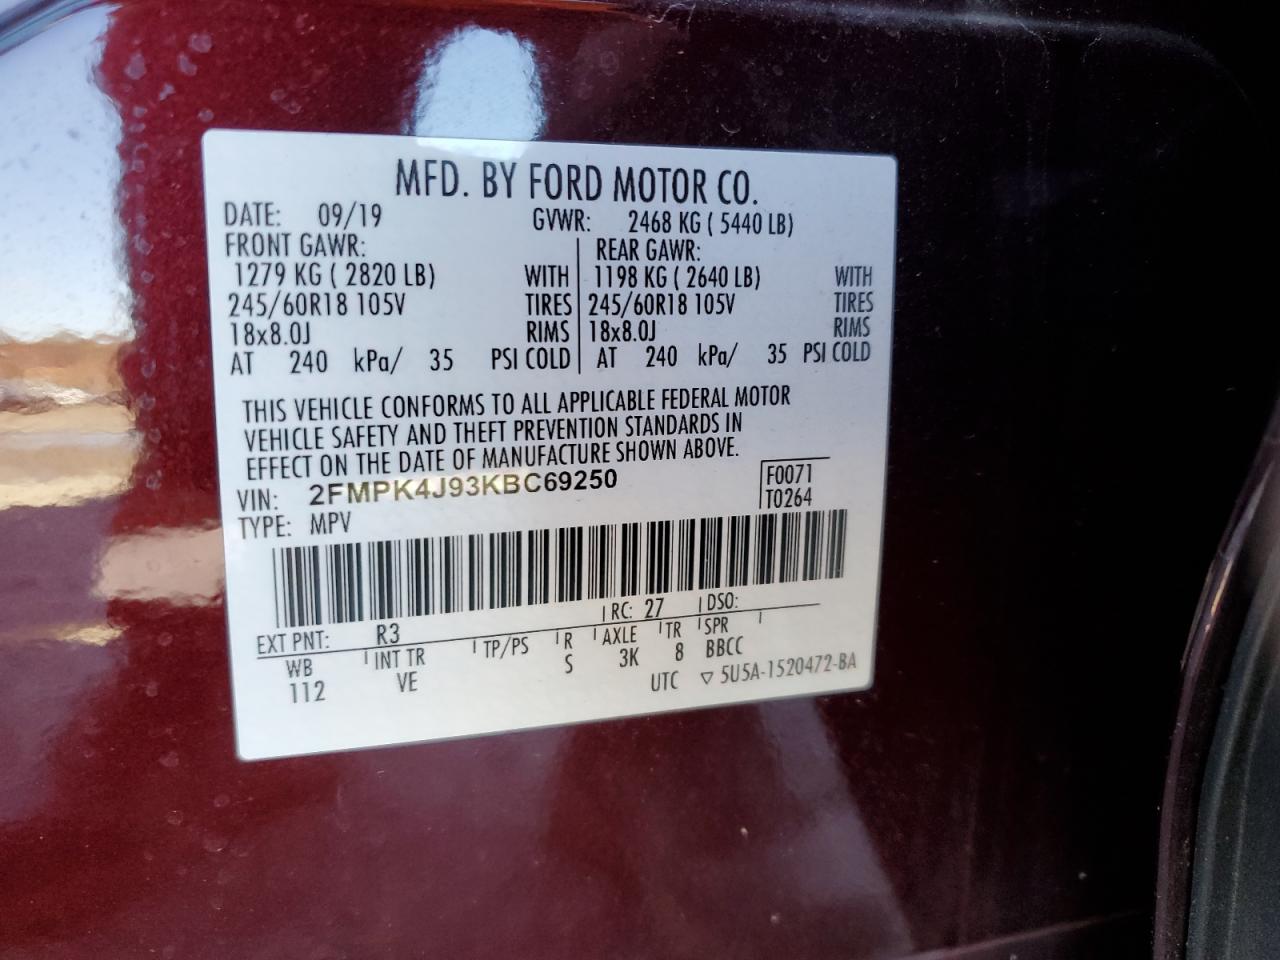 MFD. BY FORD MOTOR CO.
DATE: 09/19 GVWR: 2468 KG ( 5440 LB)
FRONT GAWR: REAR GAWR:
1279 KG ( 2820 LB) WITH 1198 KG ( 2640 LB) WITH
245/60R18 105V TIRES 245/60R18 105V TIRES
18x8.0J RIMS 18x8.0J RIMS
AT 240 kPa/ 35 PSI COLD AT 240 kPa/ 35 PSI COLD
THIS VEHICLE CONFORMS TO ALL APPLICABLE FEDERAL MOTOR
VEHICLE SAFETY AND THEFT PREVENTION STANDARDS IN
EFFECT ON THE DATE OF MANUFACTURE SHOWN ABOVE.
VIN: 2FMPK4J93KBC69250 F0071
TYPE: MPV T0264
EXT PNT: R3 RC: 27 DSO:
WB INT TR TP/PS R AXLE TR SPR
112 VE S 3K 8 BBCC
UTC ▽ 5U5A-1520472-BA